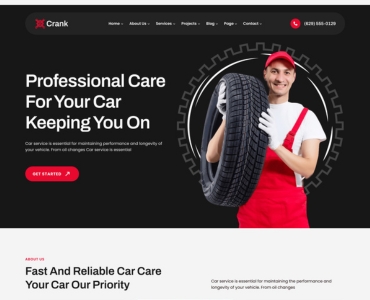 Crank
Home
About Us
Services
Projects
Blog
Page
Contact
(629) 555-0129
Professional Care
For Your Car
Keeping You On
Car service is essential for maintaining performance and longevity of
your vehicle. From oil changes Car service is essential
GET STARTED
ABOUT US
Fast And Reliable Car Care
Your Car Our Priority
Car service is essential for maintaining the performance and
longevity of your vehicle. From oil changes